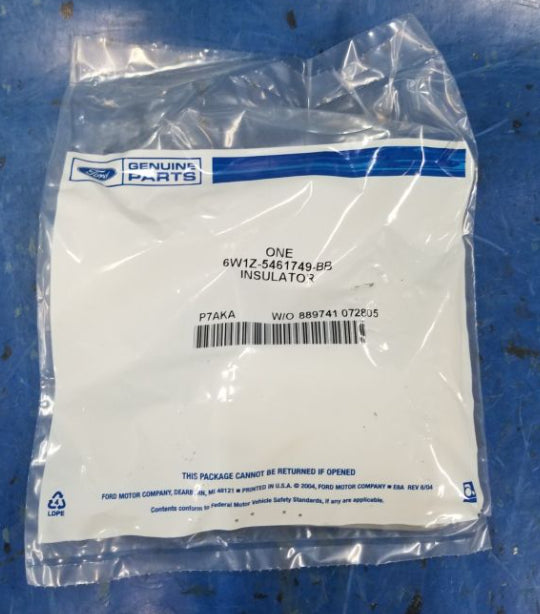 Ford
GENUINE
PARTS
ONE
6W1Z-5461749-BB
INSULATOR
P7AKA W/O 889741 072805
THIS PACKAGE CANNOT BE RETURNED IF OPENED
FORD MOTOR COMPANY, DEARBORN, MI 48121 ■ PRINTED IN U.S.A. © 2004, FORD MOTOR COMPANY ■ E8A REV 6/04
Contents conform to Federal Motor Vehicle Safety Standards, if any are applicable.
4
LDPE